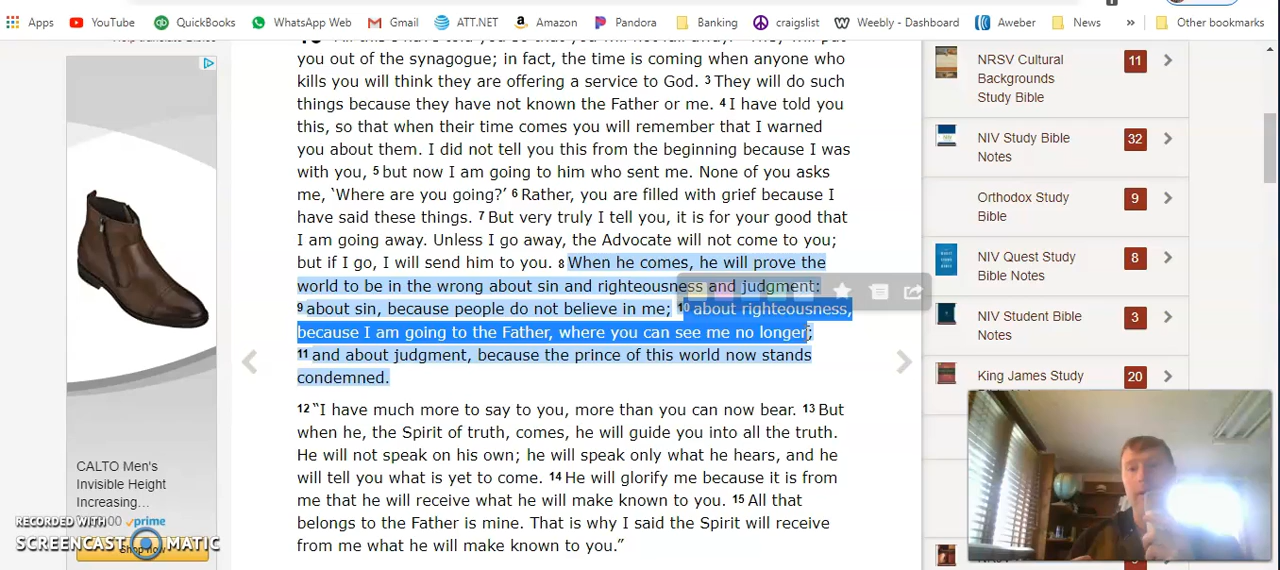 Apps YouTube QuickBooks WhatsApp Web Gmail ATT.NET Amazon Pandora Banking craigslist Weebly - Dashboard Aweber News » Other bookmarks
you out of the synagogue; in fact, the time is coming when anyone who
kills you will think they are offering a service to God. 3 They will do such
things because they have not known the Father or me. 4 I have told you
this, so that when their time comes you will remember that I warned
you about them. I did not tell you this from the beginning because I was
with you, 5 but now I am going to him who sent me. None of you asks
me, ‘Where are you going?’ 6 Rather, you are filled with grief because I
have said these things. 7 But very truly I tell you, it is for your good that
I am going away. Unless I go away, the Advocate will not come to you;
but if I go, I will send him to you. 8 When he comes, he will prove the
world to be in the wrong about sin and righteousness and judgment:
9 about sin, because people do not believe in me; 10 about righteousness,
because I am going to the Father, where you can see me no longer;
11 and about judgment, because the prince of this world now stands
condemned.
12 “I have much more to say to you, more than you can now bear. 13 But
when he, the Spirit of truth, comes, he will guide you into all the truth.
He will not speak on his own; he will speak only what he hears, and he
will tell you what is yet to come. 14 He will glorify me because it is from
me that he will receive what he will make known to you. 15 All that
belongs to the Father is mine. That is why I said the Spirit will receive
from me what he will make known to you.”
NRSV Cultural 11
Backgrounds
Study Bible
NIV Study Bible 32
Notes
Orthodox Study 9
Bible
NIV Quest Study 8
Bible Notes
NIV Student Bible 3
Notes
King James Study 20
CALTO Men's
Invisible Height
Increasing...
prime
Shop now
RECORDED WITH
SCREENCAST MATIC